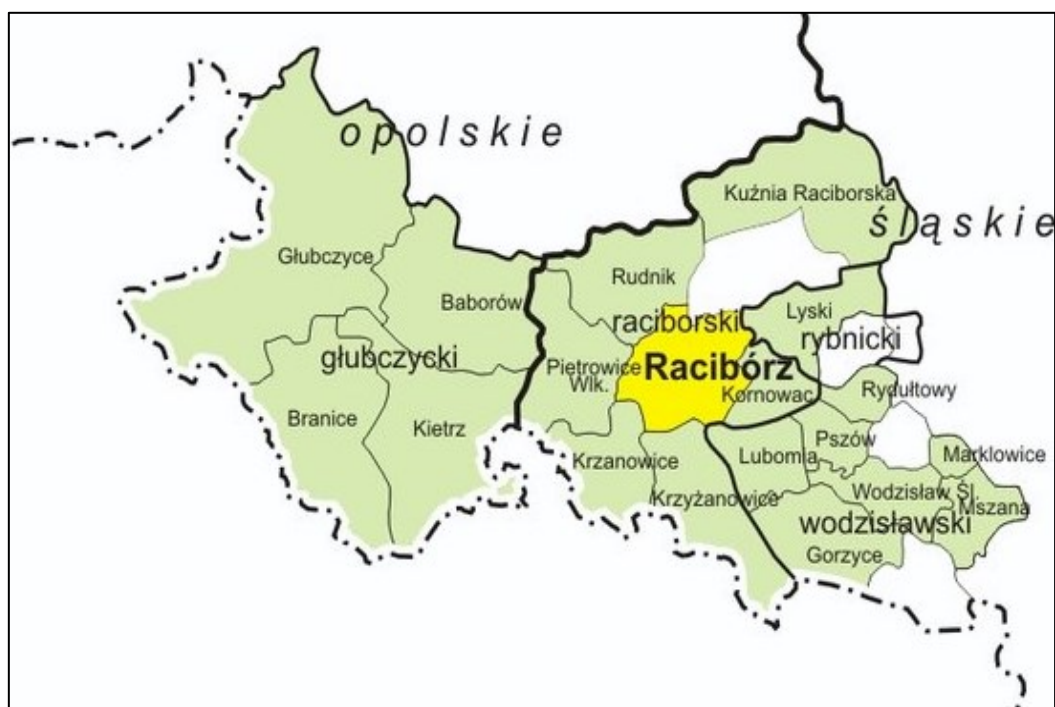 opolskie
Kuźnia Raciborska
śląskie
Głubczyce
Rudnik
Baborów
Lyski
raciborski
rybnicki
głubczycki
Pietrowice
Wlk.
Racibórz
Kornowac
Rydułtowy
Branice
Kietrz
Pszów
Lubomia
Marklowice
Krzanowice
Krzyżanowice
Wodzisław Śl.
Mszana
wodzisławski
Gorzyce